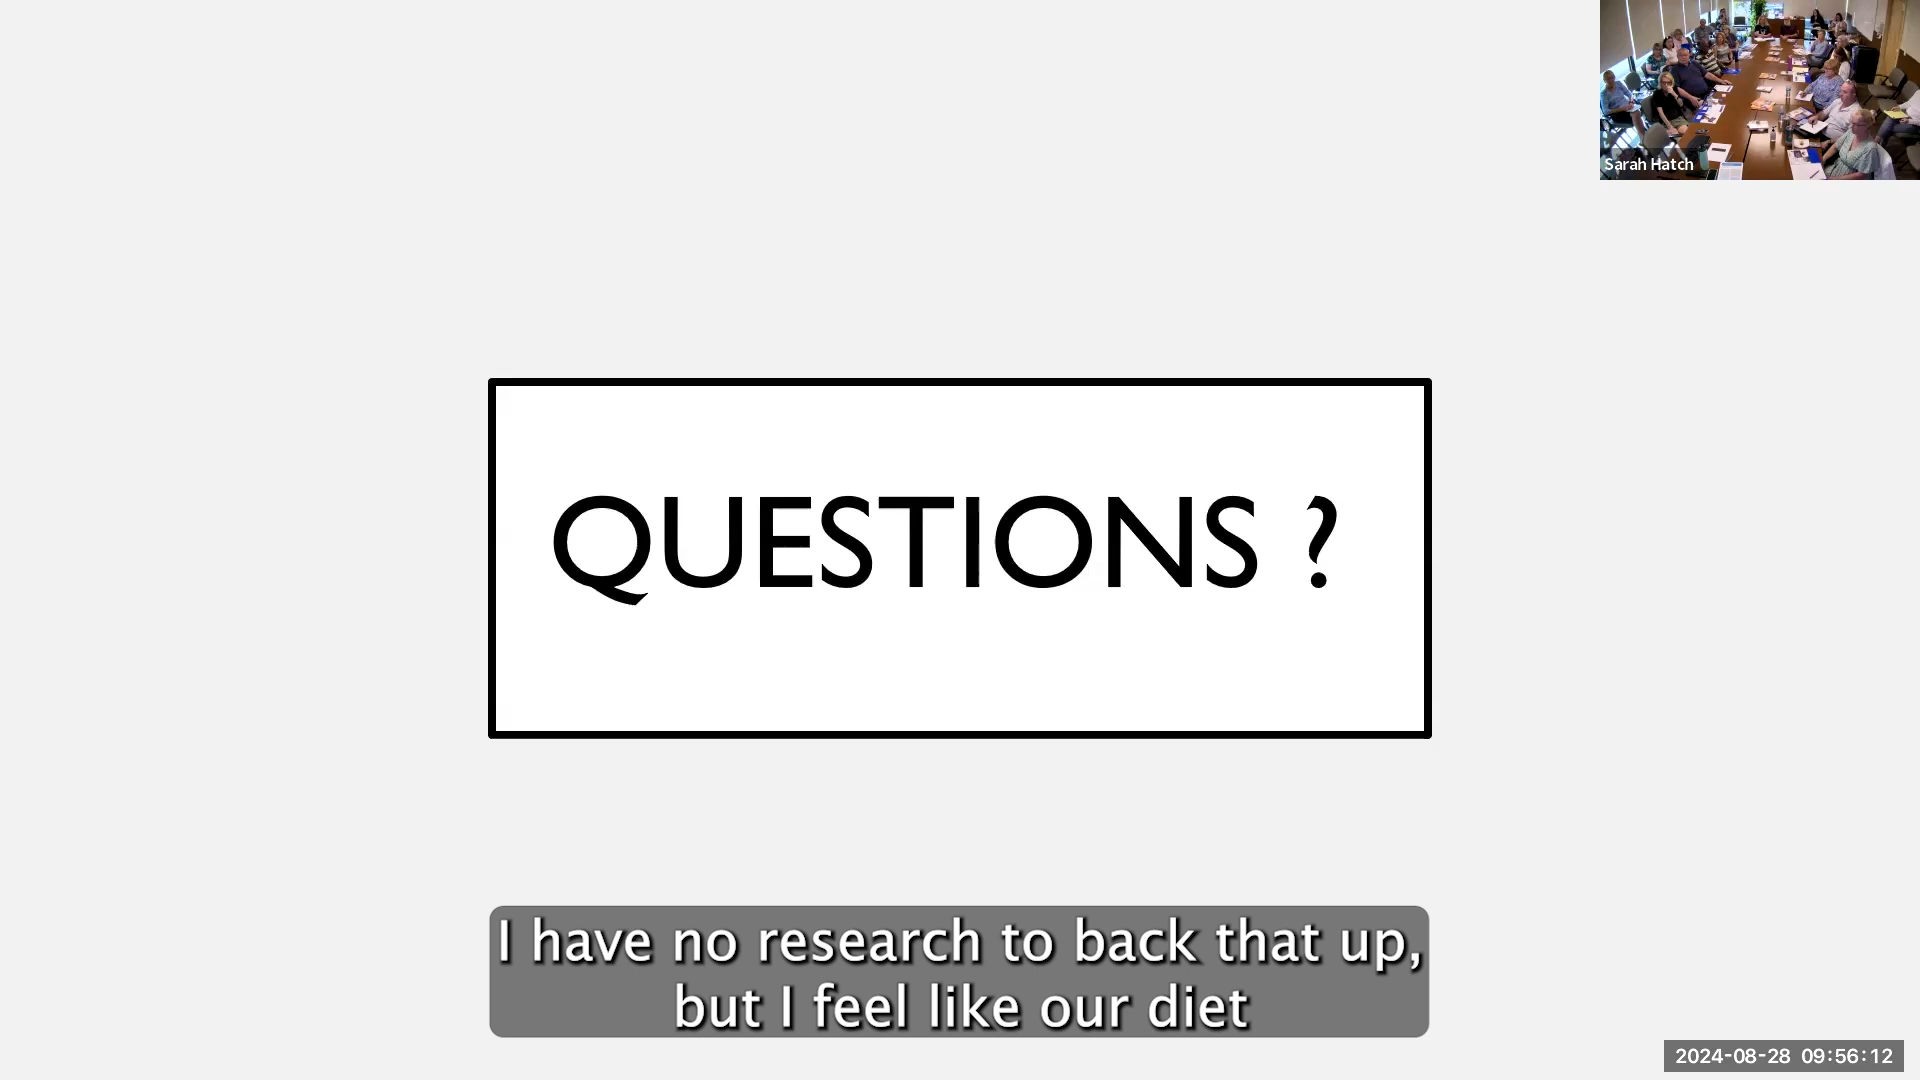 Sarah Hatch
QUESTIONS ?
I have no research to back that up,
but I feel like our diet
2024-08-28 09:56:12